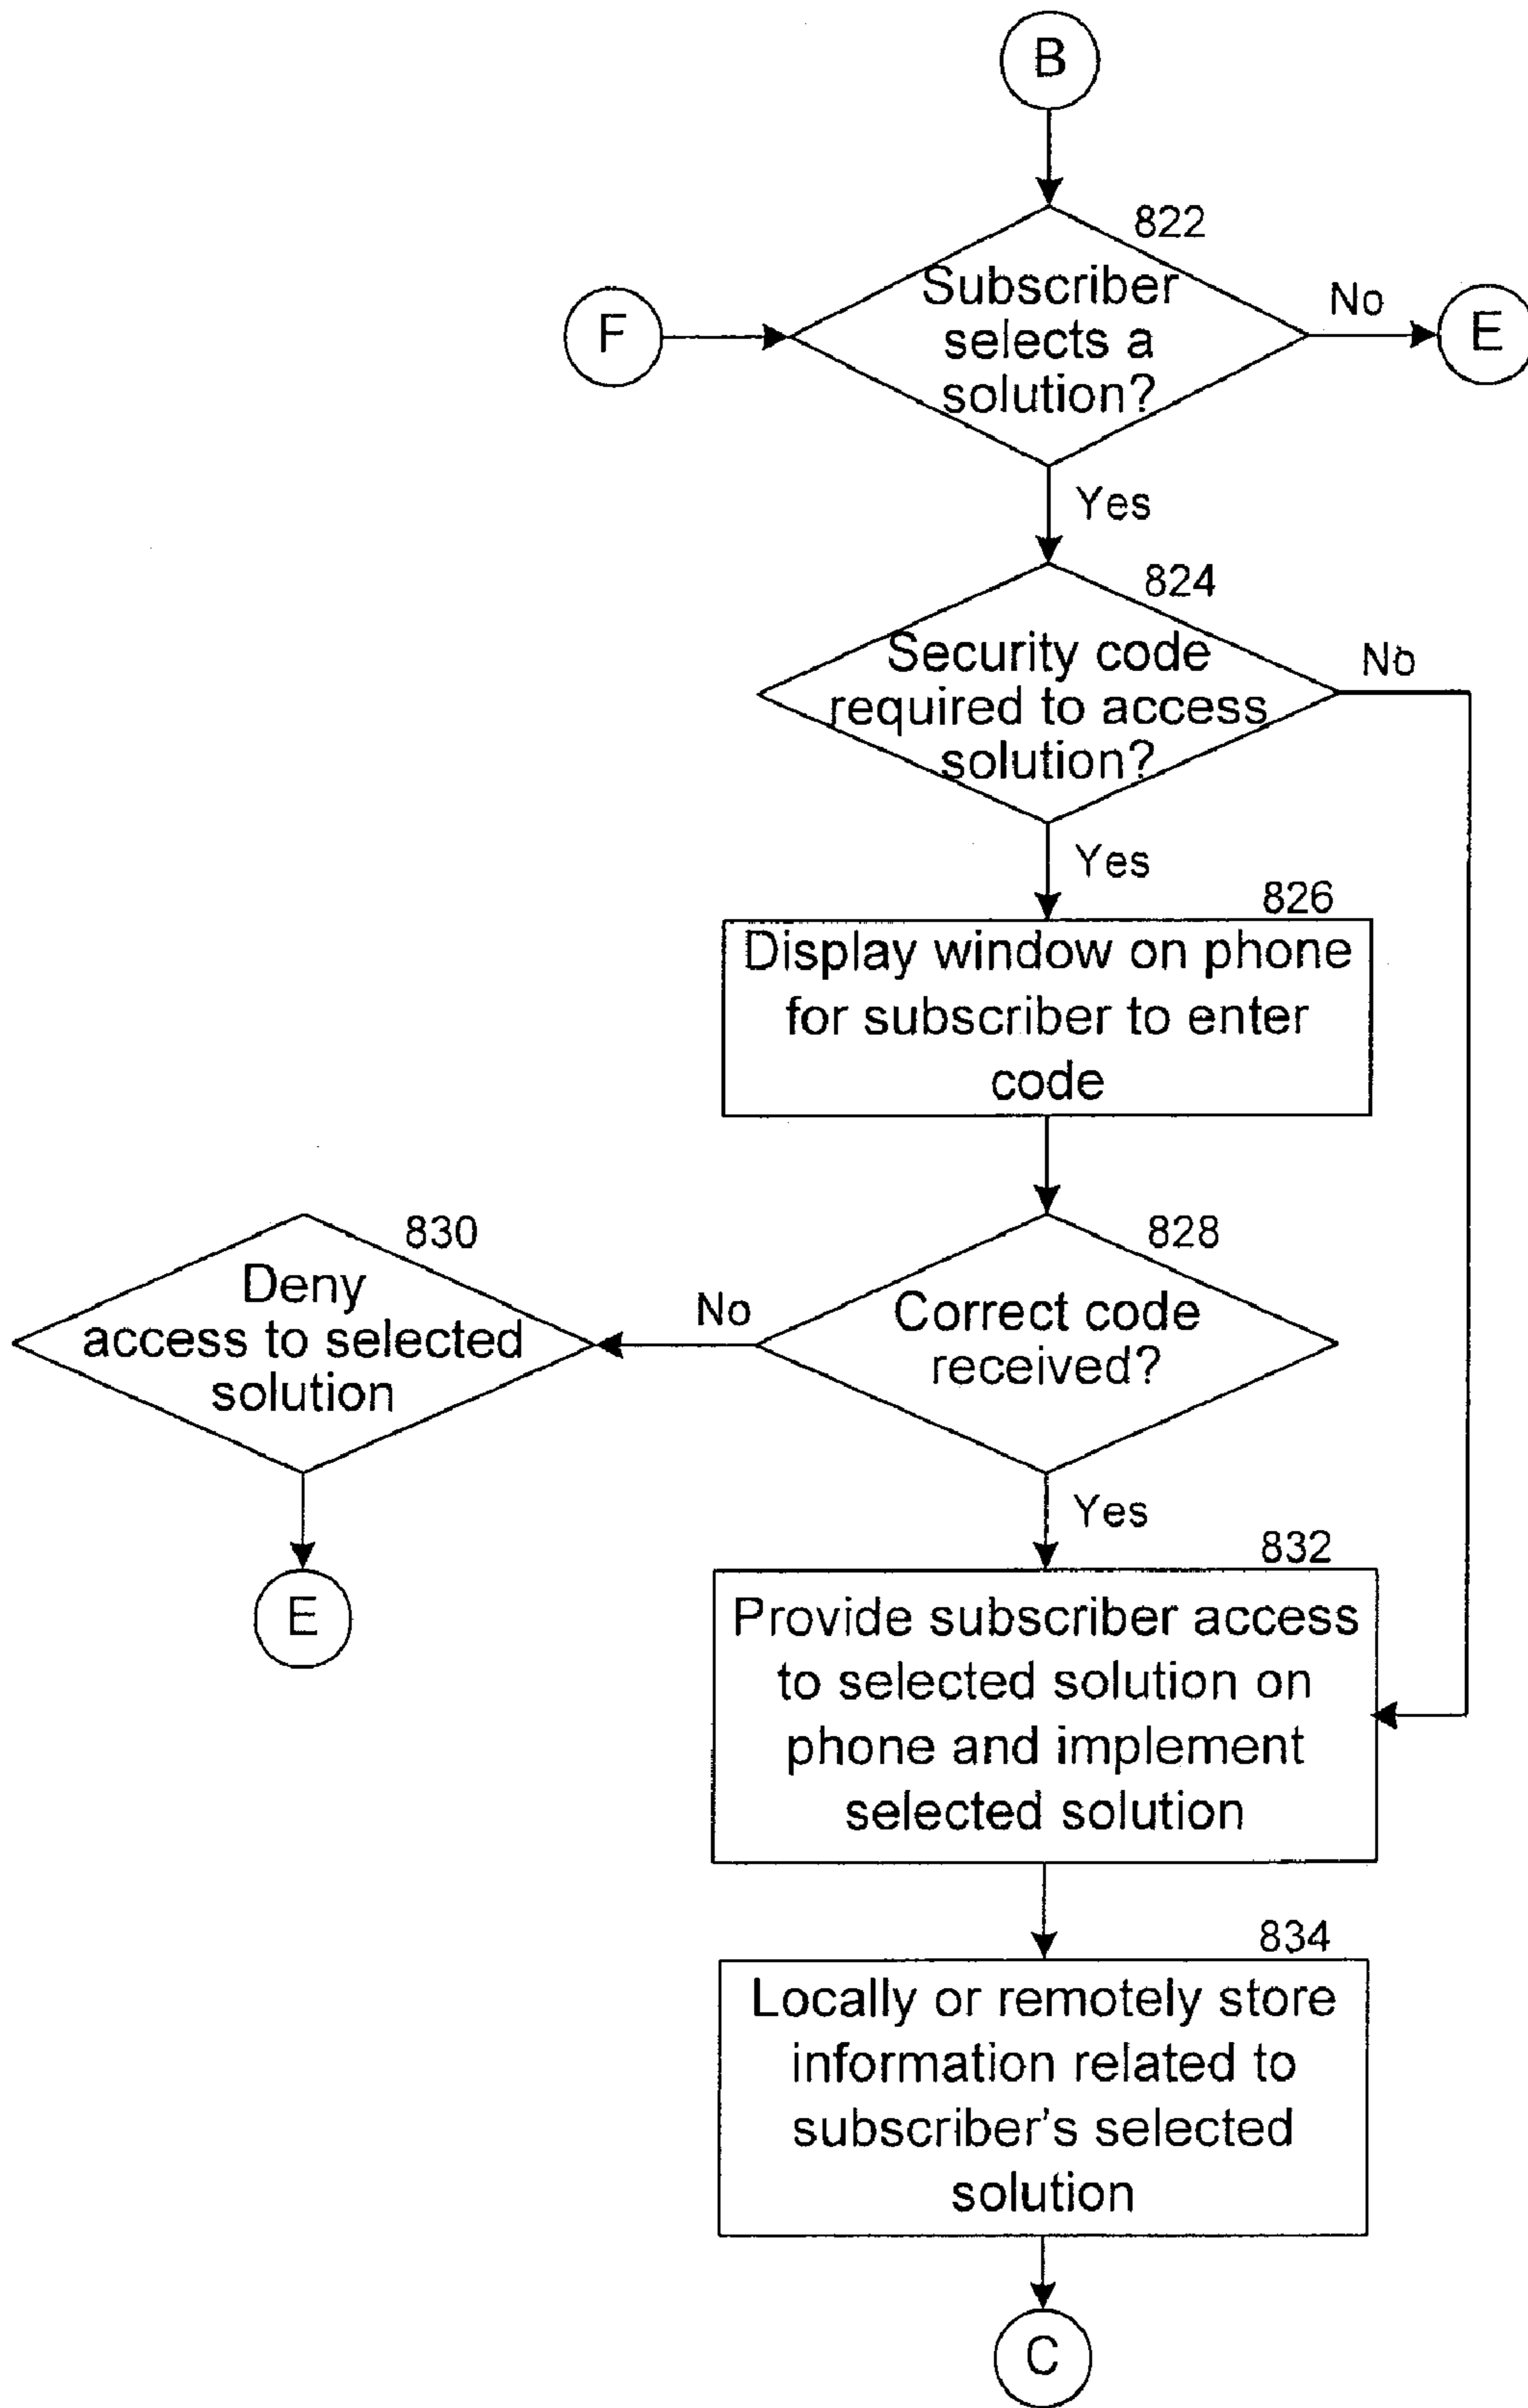 B
822
Subscriber
selects a
solution?
F
No
E
Yes
824
Security code
required to access
solution?
No
Yes
826
Display window on phone
for subscriber to enter
code
830
Deny
access to selected
solution
No
828
Correct code
received?
Yes
E
832
Provide subscriber access
to selected solution on
phone and implement
selected solution
834
Locally or remotely store
information related to
subscriber's selected
solution
C